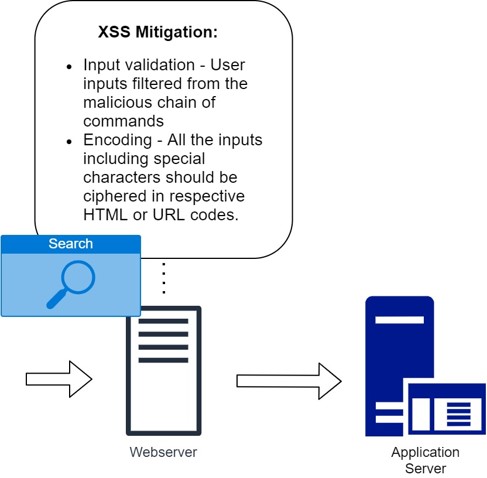 XSS Mitigation:
• Input validation - User
inputs filtered from the
malicious chain of
commands
• Encoding - All the inputs
including special
characters should be
ciphered in respective
HTML or URL codes.
Search
Webserver
Application
Server